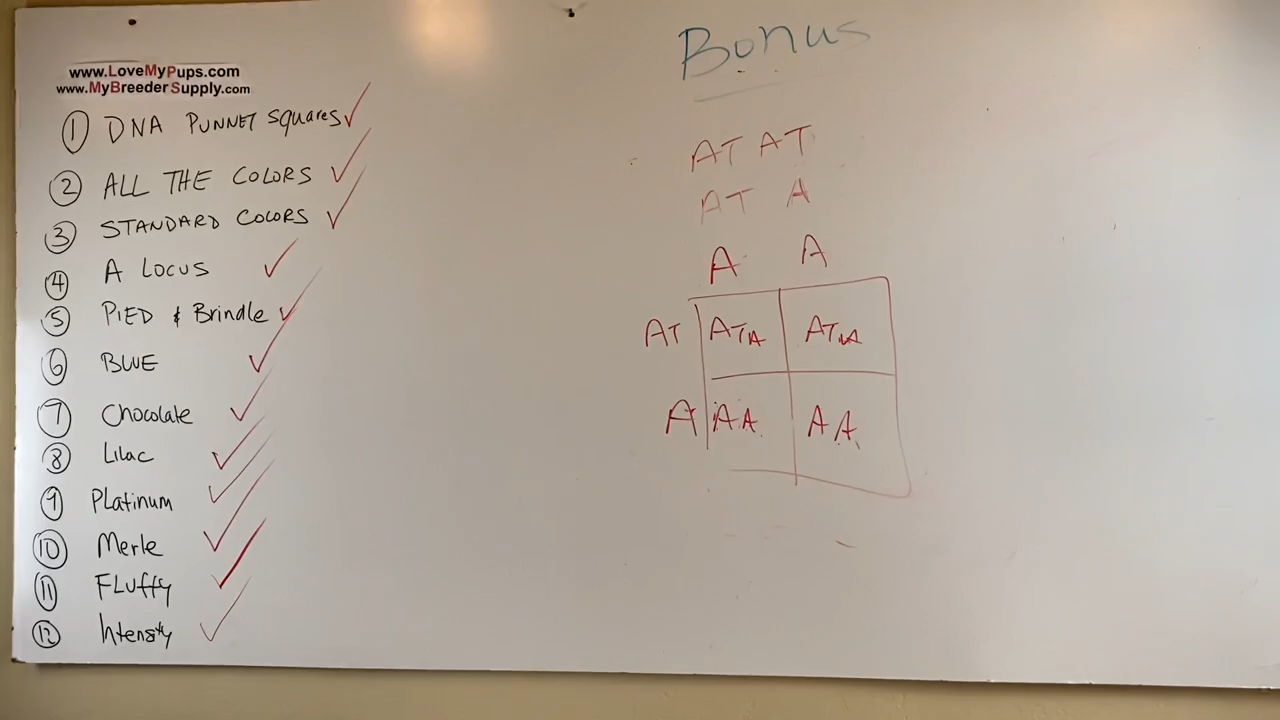 www.LoveMyPups.com
www.MyBreederSupply.com
1 DNA PUNNET Squares ✓
2 ALL THE COLORS ✓
3 STANDARD COLORS ✓
4 A LOCUS ✓
5 PiED & Brindle ✓
6 BLUE ✓
7 Chocolate ✓
8 Lilac ✓
9 Platinum ✓
10 Merle ✓
11 FLuffy ✓
12 Intensity ✓
Bonus
AT AT
AT A
A A
AT ATA ATA
A AA AA